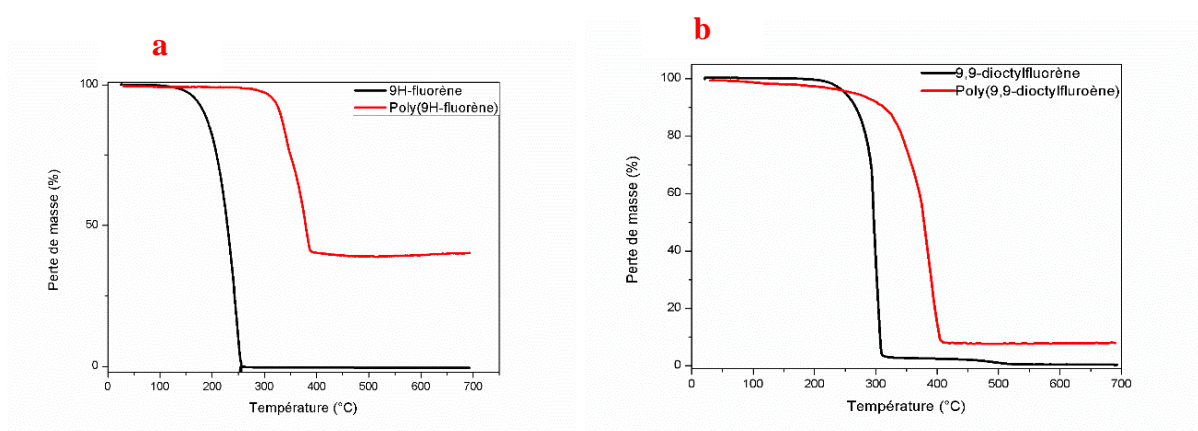 a
100
50
0
0
100
200
300
400
500
600
700
Perte de masse (%)
Température (°C)
9H-fluorène
Poly(9H-fluorène)
b
100
80
60
40
20
0
0
100
200
300
400
500
600
700
Perte de masse (%)
Température (°C)
9,9-dioctylfluorène
Poly(9,9-dioctylfluroène)